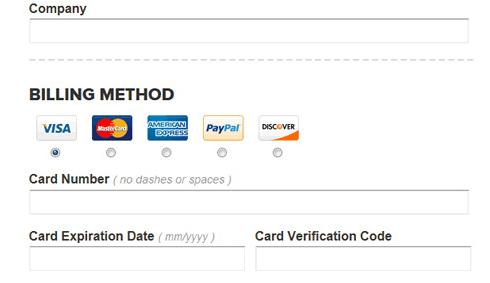 Company
BILLING METHOD
VISA MasterCard AMERICAN EXPRESS PayPal DISCOVER
Card Number ( no dashes or spaces )
Card Expiration Date ( mm/yyyy ) Card Verification Code